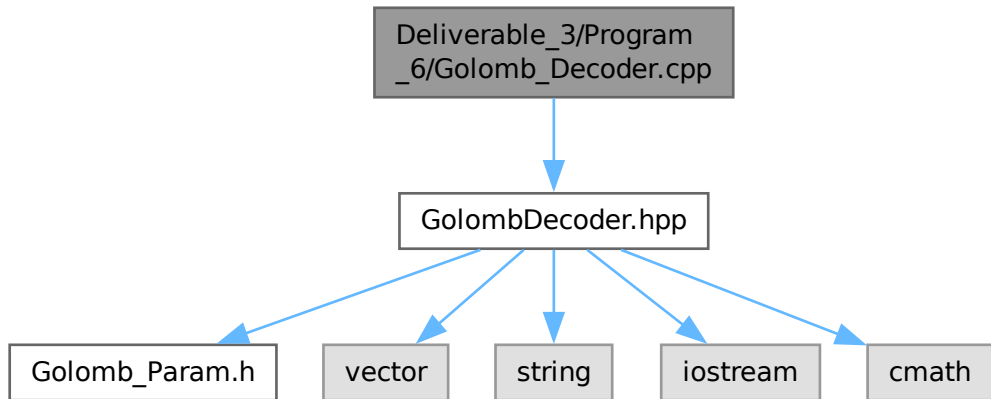 Deliverable_3/Program
_6/Golomb_Decoder.cpp
GolombDecoder.hpp
Golomb_Param.h
vector
string
iostream
cmath